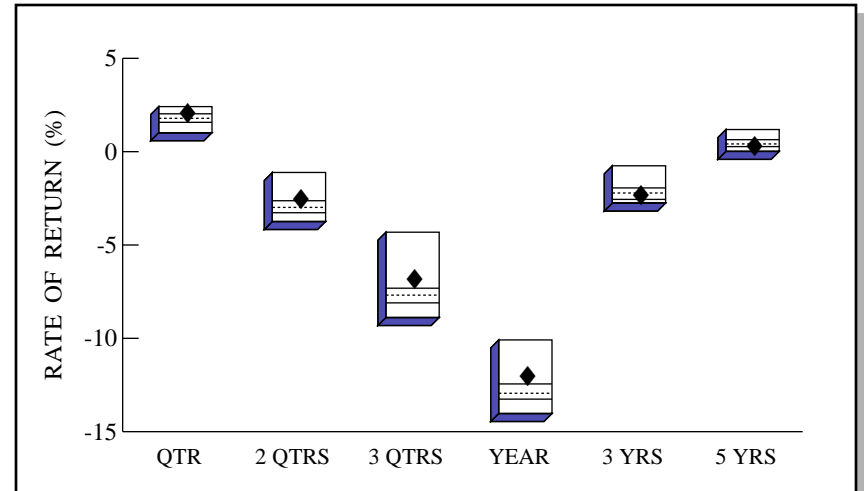 RATE OF RETURN (%)
5
0
-5
-10
-15
QTR 2 QTRS 3 QTRS YEAR 3 YRS 5 YRS